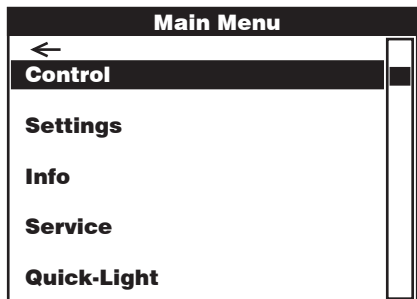 Main Menu
←
Control
Settings
Info
Service
Quick-Light